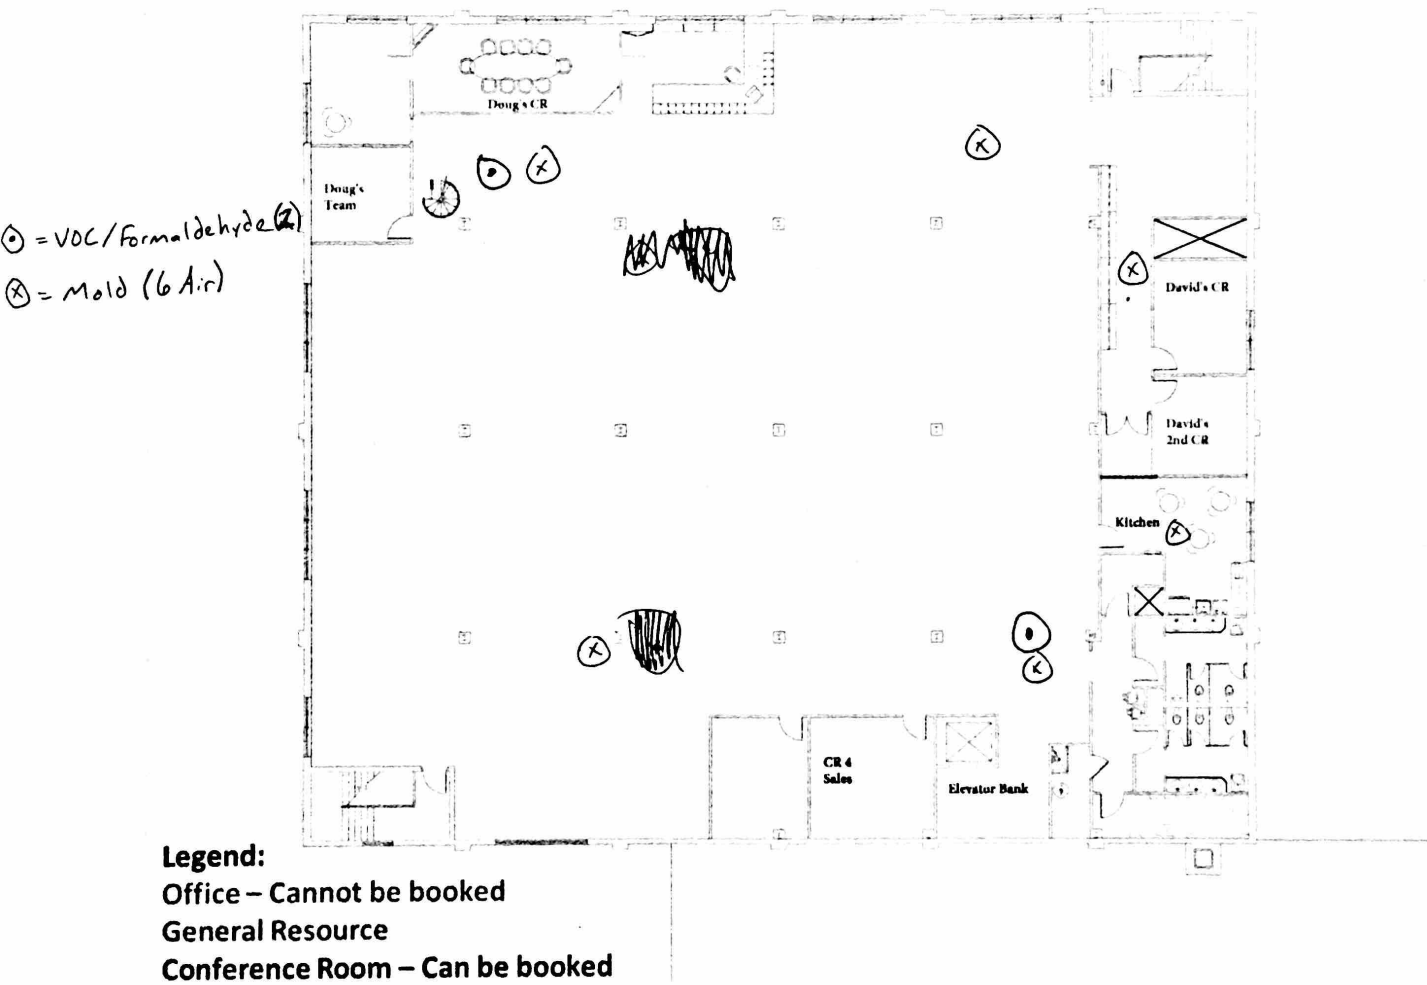 Doug's CR
Doug's
Team
= VOC/Formaldehyde (2)
= Mold (6 Air)
David's CR
David's
2nd CR
Kitchen
CR 4
Sales
Elevator Bank
Legend:
Office – Cannot be booked
General Resource
Conference Room – Can be booked